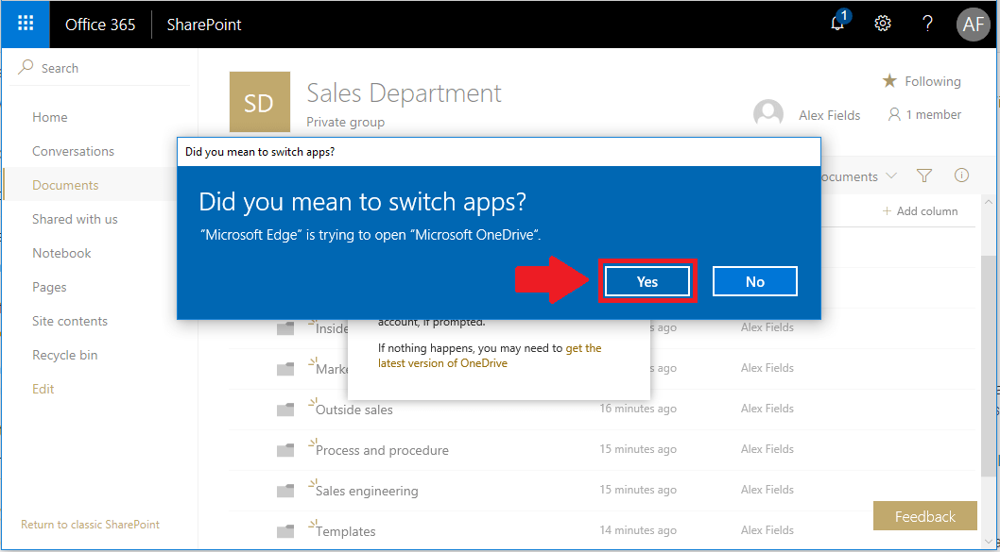 Office 365 SharePoint 1 ? AF
Search
Home
Conversations
Documents
Shared with us
Notebook
Pages
Site contents
Recycle bin
Edit
Return to classic SharePoint
SD
Sales Department
Private group
Following
Alex Fields 1 member
Add column
Did you mean to switch apps?
Did you mean to switch apps?
"Microsoft Edge" is trying to open "Microsoft OneDrive".
Yes No
account, if prompted.
If nothing happens, you may need to get the
latest version of OneDrive
ago Alex Fields
ago Alex Fields
Outside sales 16 minutes ago Alex Fields
Process and procedure 15 minutes ago Alex Fields
Sales engineering 15 minutes ago Alex Fields
Templates 14 minutes ago Alex Fields
Feedback